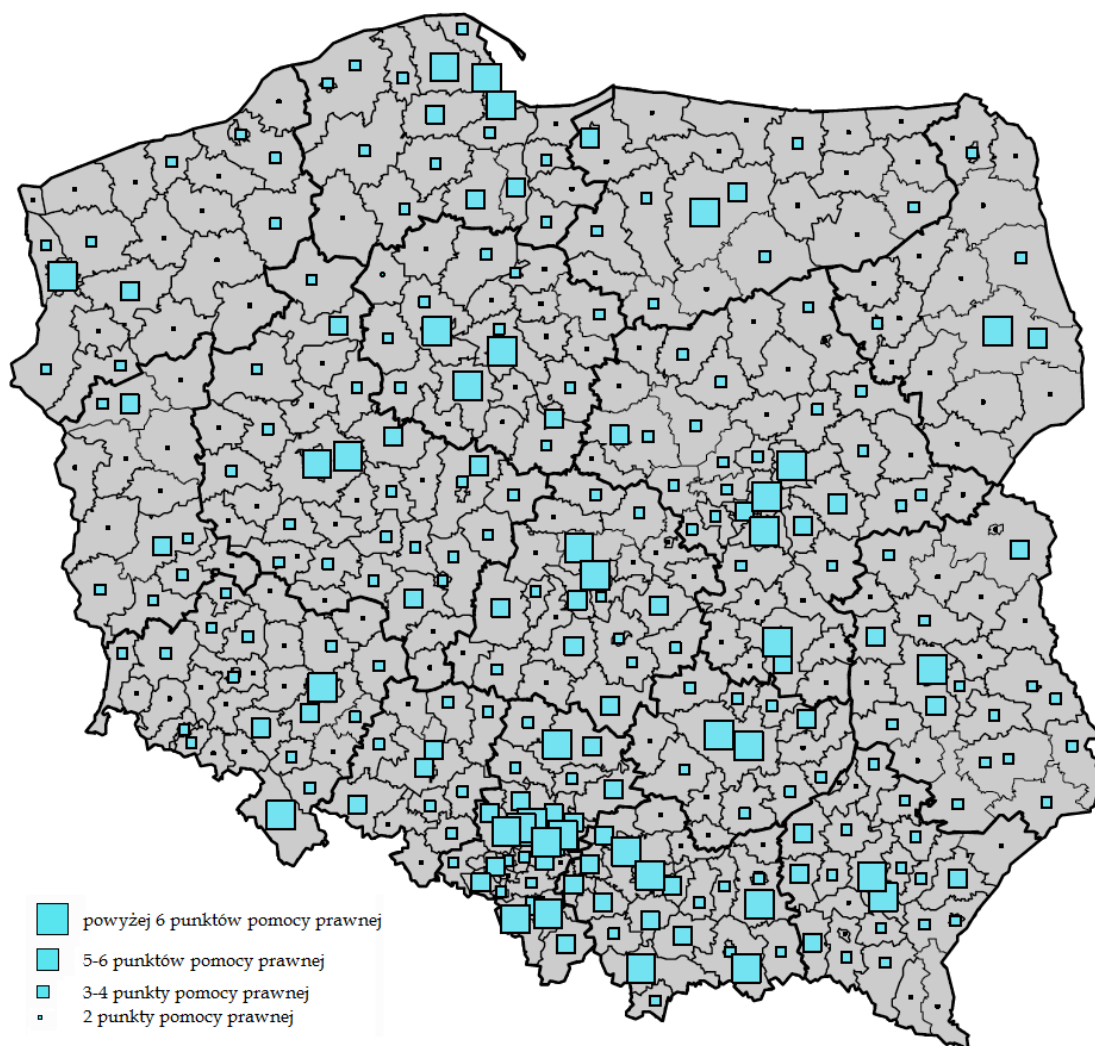 powyżej 6 punktów pomocy prawnej
5-6 punktów pomocy prawnej
3-4 punkty pomocy prawnej
2 punkty pomocy prawnej